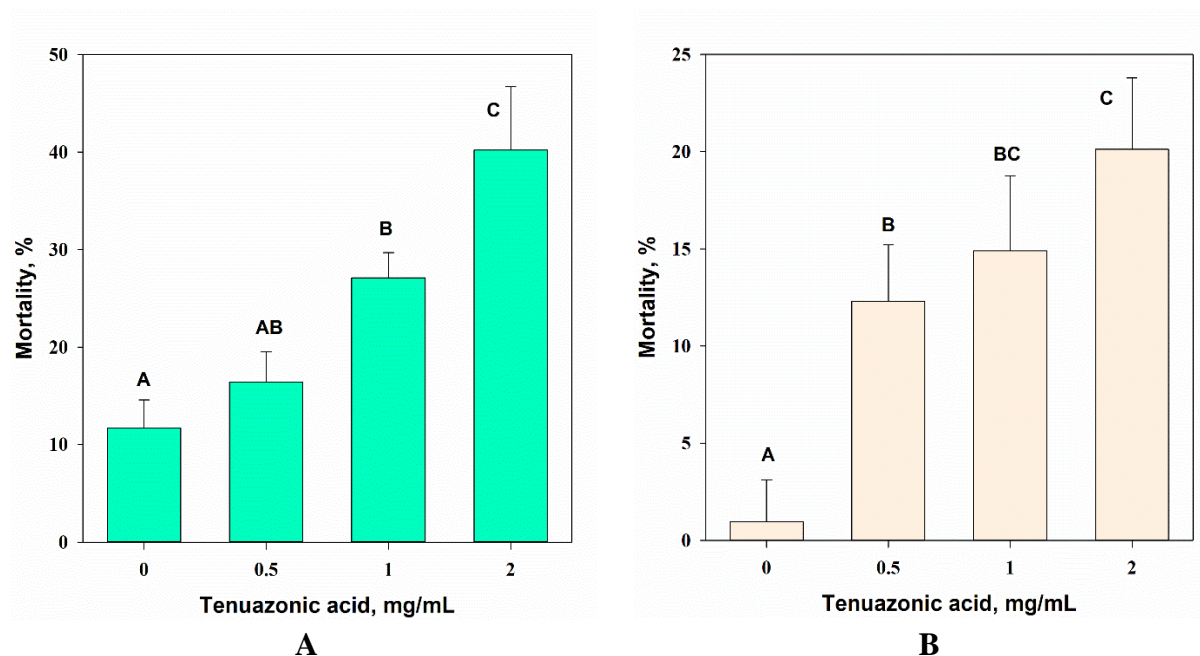 50
40
30
20
10
0
Mortality, %
A
AB
B
C
0 0.5 1 2
Tenuazonic acid, mg/mL
A
25
20
15
10
5
0
Mortality, %
A
B
BC
C
0 0.5 1 2
Tenuazonic acid, mg/mL
B